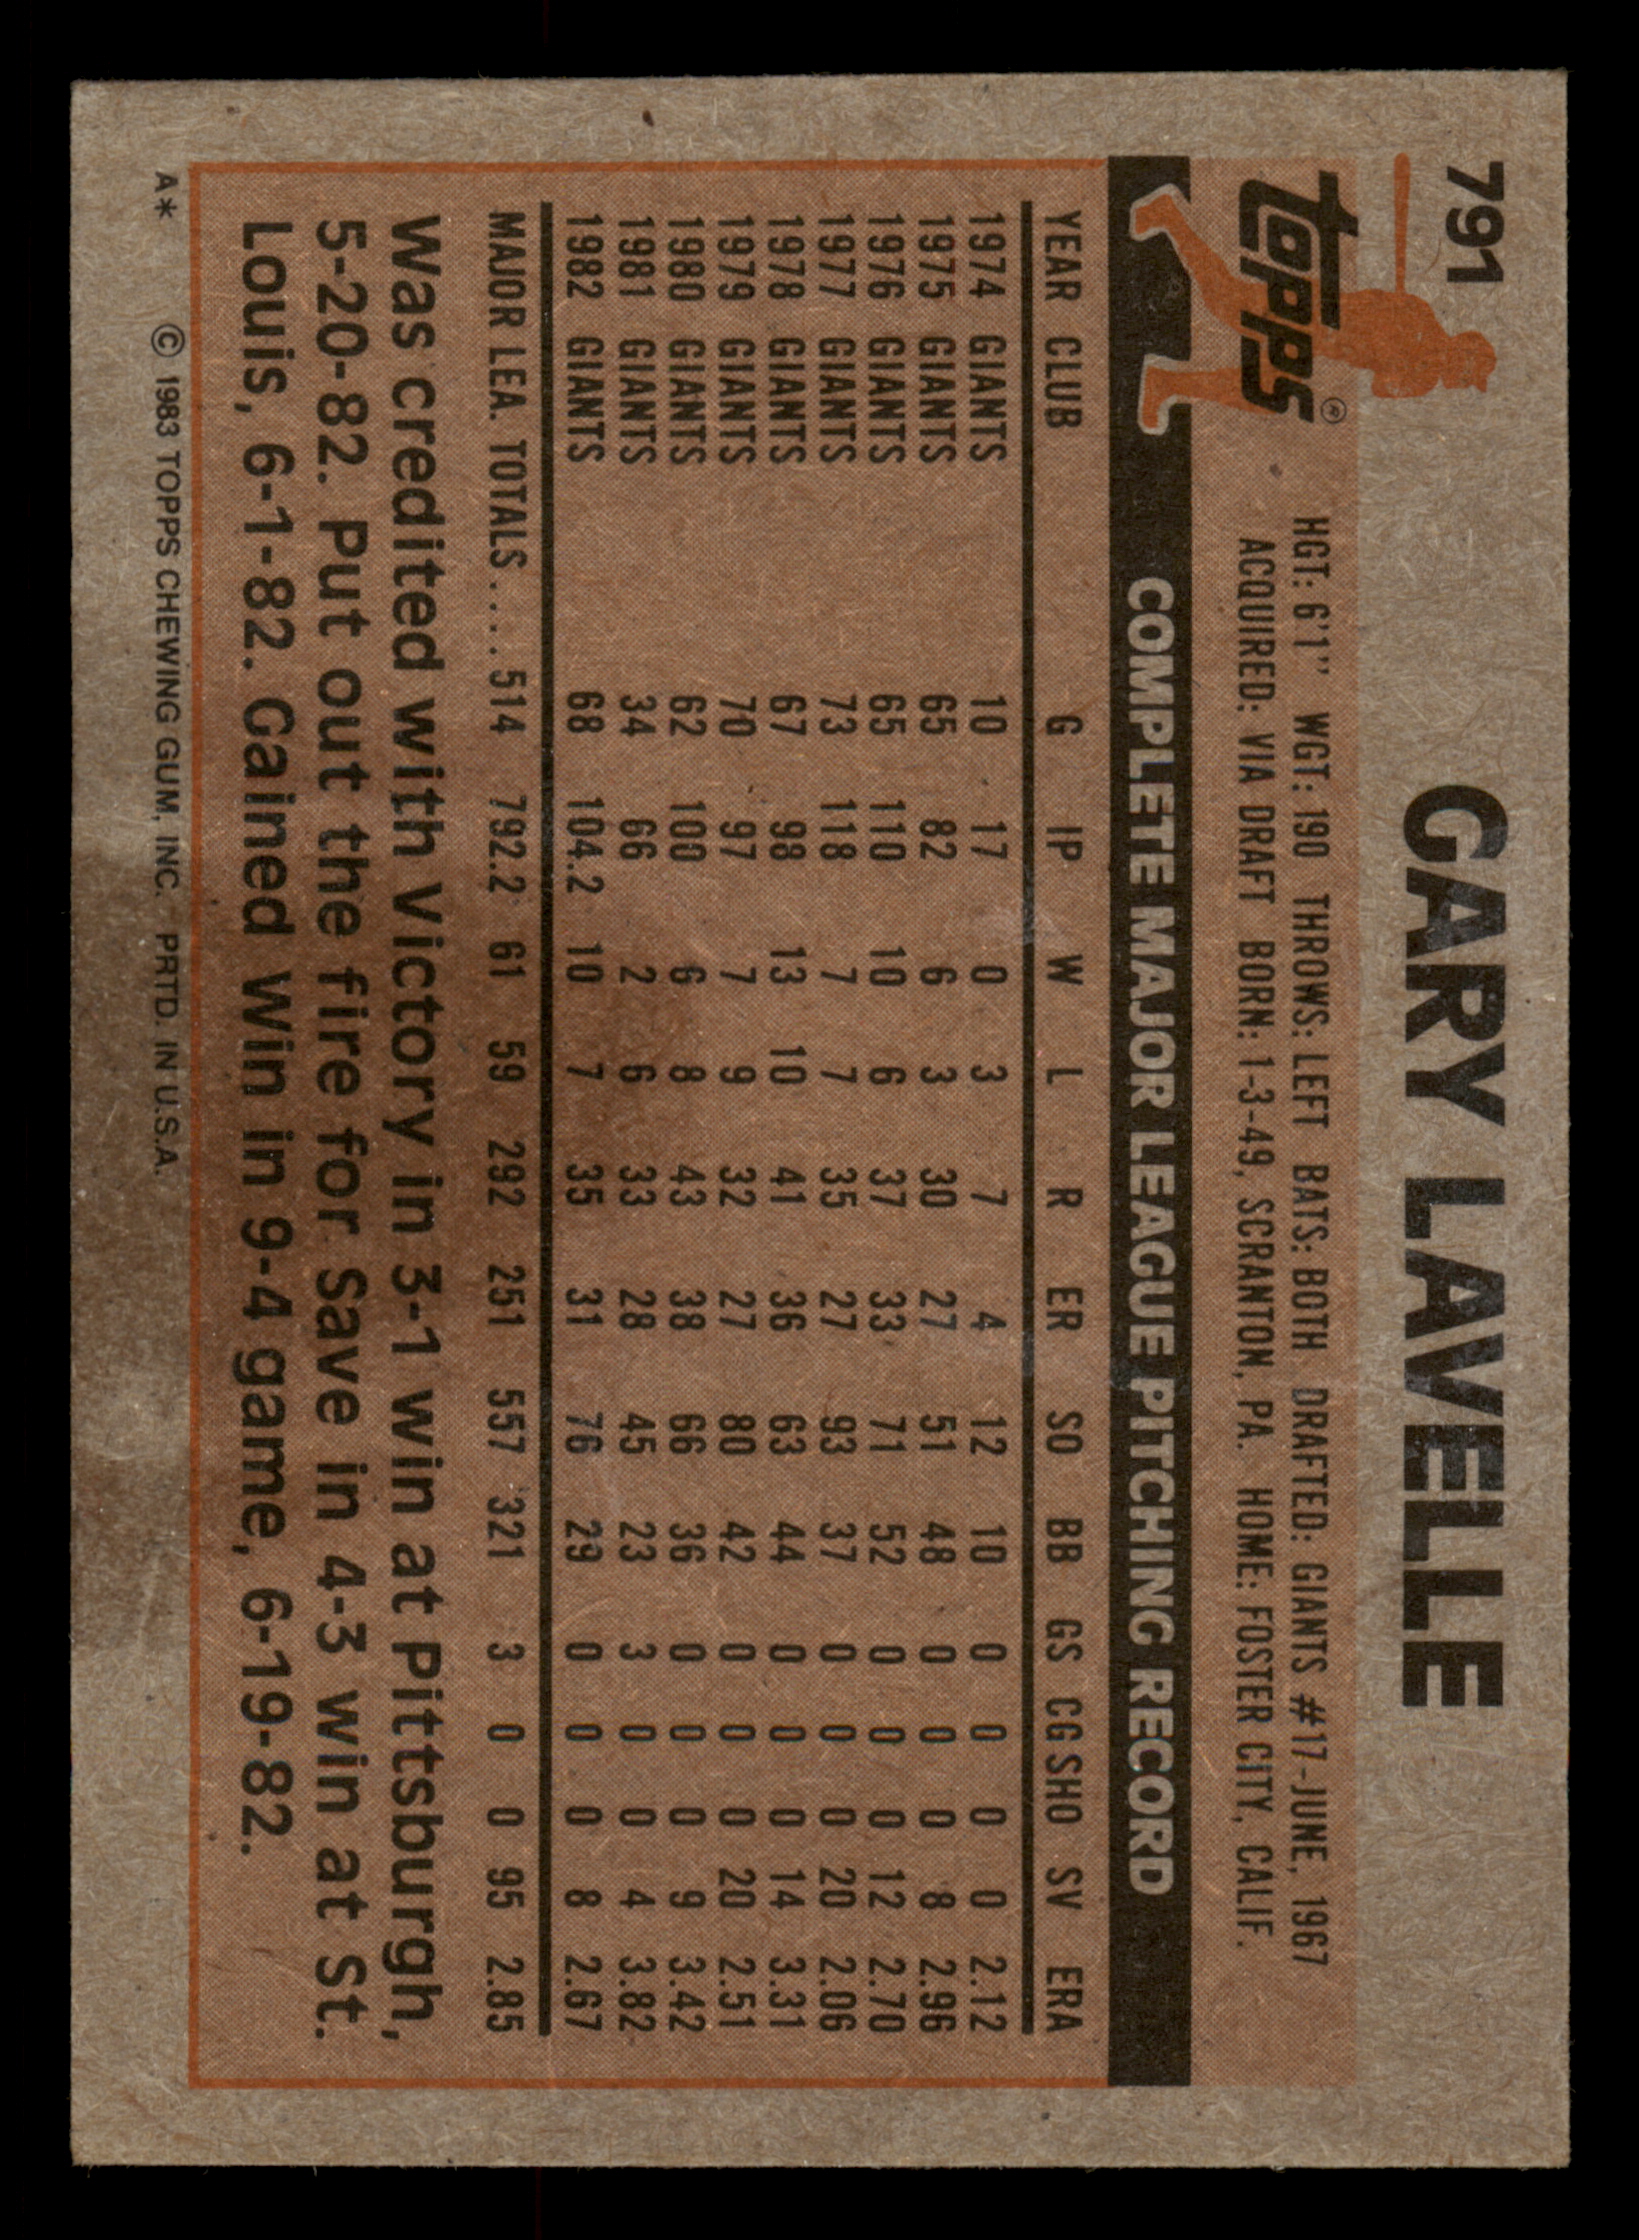 791
GARY LAVELLE
Topps®
HGT: 6'1" WGT: 190 THROWS: LEFT BATS: BOTH DRAFTED: GIANTS #17-JUNE, 1967
ACQUIRED: VIA DRAFT BORN: 1-3-49, SCRANTON, PA. HOME: FOSTER CITY, CALIF.
COMPLETE MAJOR LEAGUE PITCHING RECORD
YEAR CLUB G IP W L R ER SO BB GS CG SHO SV ERA
1974 GIANTS 10 17 0 3 7 4 12 10 0 0 0 0 2.12
1975 GIANTS 65 82 6 3 30 27 51 48 0 0 0 8 2.96
1976 GIANTS 65 110 10 6 37 33 71 52 0 0 0 12 2.70
1977 GIANTS 73 118 7 7 35 27 93 37 0 0 0 20 2.06
1978 GIANTS 67 98 13 10 41 36 63 44 0 0 0 14 3.31
1979 GIANTS 70 97 7 9 32 27 80 42 0 0 0 20 2.51
1980 GIANTS 62 100 6 8 43 38 66 36 0 0 0 9 3.42
1981 GIANTS 34 66 2 6 33 28 45 23 3 0 0 4 3.82
1982 GIANTS 68 104.2 10 7 35 31 76 29 0 0 0 8 2.67
MAJOR LEA. TOTALS .... 514 792.2 61 59 292 251 557 321 3 0 0 95 2.85
Was credited with Victory in 3-1 win at Pittsburgh,
5-20-82. Put out the fire for Save in 4-3 win at St.
Louis, 6-1-82. Gained Win in 9-4 game, 6-19-82.
A* © 1983 TOPPS CHEWING GUM, INC. PRTD. IN U.S.A.